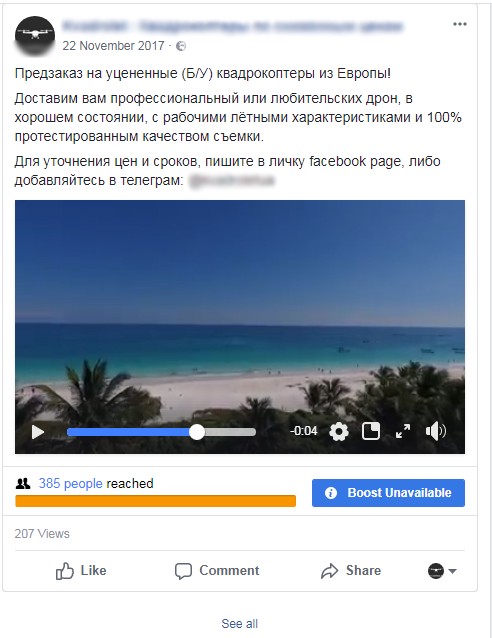 22 November 2017 ·
Предзаказ на уцененные (Б/У) квадрокоптеры из Европы!
Доставим вам профессиональный или любительских дрон, в
хорошем состоянии, с рабочими лётными характеристиками и 100%
протестированным качеством съемки.
Для уточнения цен и сроков, пишите в личку facebook page, либо
добавляйтесь в телеграм:
-0:04
385 people reached
Boost Unavailable
207 Views
Like
Comment
Share
See all